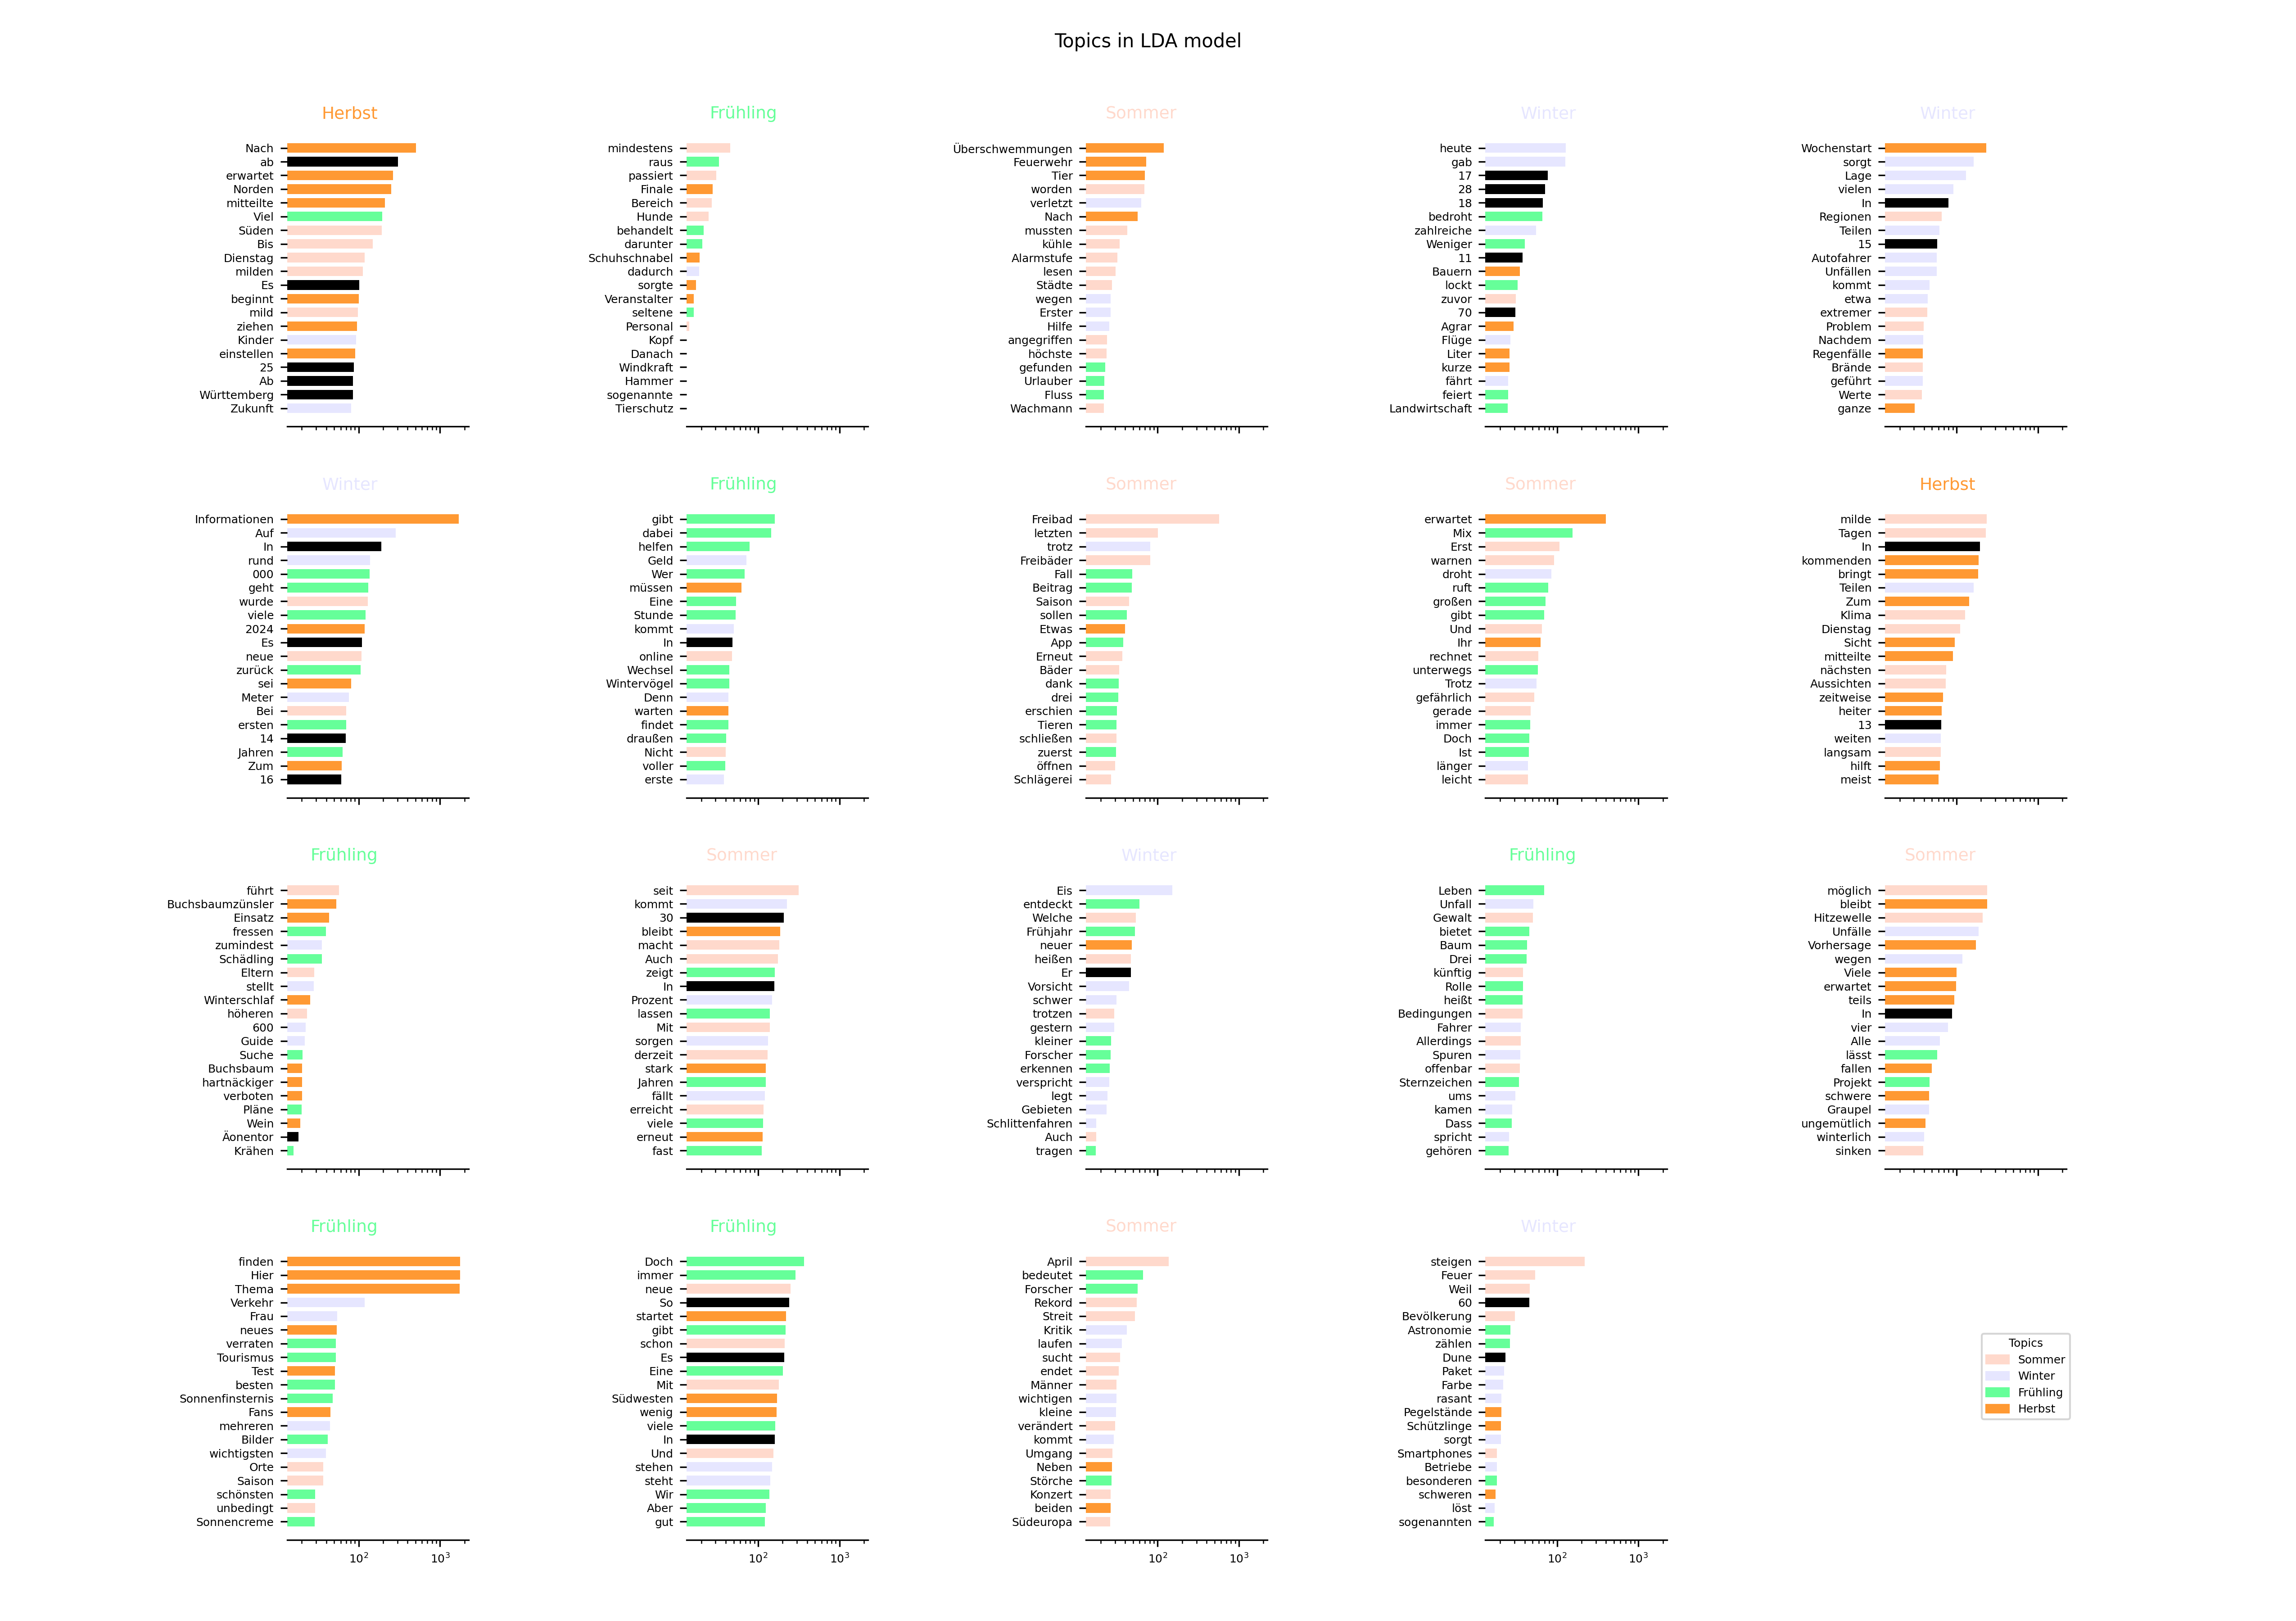 Topics in LDA model
Herbst
Nach
ab
erwartet
Norden
mitteilte
Viel
Süden
Bis
Dienstag
milden
Es
beginnt
mild
ziehen
Kinder
einstellen
25
Ab
Württemberg
Zukunft
Frühling
mindestens
raus
passiert
Finale
Bereich
Hunde
behandelt
darunter
Schuhschnabel
dadurch
sorgte
Veranstalter
seltene
Personal
Kopf
Danach
Windkraft
Hammer
sogenannte
Tierschutz
Sommer
Überschwemmungen
Feuerwehr
Tier
worden
verletzt
Nach
mussten
kühle
Alarmstufe
lesen
Städte
wegen
Erster
Hilfe
angegriffen
höchste
gefunden
Urlauber
Fluss
Wachmann
Winter
heute
gab
17
28
18
bedroht
zahlreiche
Weniger
11
Bauern
lockt
zuvor
70
Agrar
Flüge
Liter
kurze
fährt
feiert
Landwirtschaft
Winter
Wochenstart
sorgt
Lage
vielen
In
Regionen
Teilen
15
Autofahrer
Unfällen
kommt
etwa
extremer
Problem
Nachdem
Regenfälle
Brände
geführt
Werte
ganze
Winter
Informationen
Auf
In
rund
000
geht
wurde
viele
2024
Es
neue
zurück
sei
Meter
Bei
ersten
14
Jahren
Zum
16
Frühling
gibt
dabei
helfen
Geld
Wer
müssen
Eine
Stunde
kommt
In
online
Wechsel
Wintervögel
Denn
warten
findet
draußen
Nicht
voller
erste
Sommer
Freibad
letzten
trotz
Freibäder
Fall
Beitrag
Saison
sollen
Etwas
App
Erneut
Bäder
dank
drei
erschien
Tieren
schließen
zuerst
öffnen
Schlägerei
Sommer
erwartet
Mix
Erst
warnen
droht
ruft
großen
gibt
Und
Ihr
rechnet
unterwegs
Trotz
gefährlich
gerade
immer
Doch
Ist
länger
leicht
Herbst
milde
Tagen
In
kommenden
bringt
Teilen
Zum
Klima
Dienstag
Sicht
mitteilte
nächsten
Aussichten
zeitweise
heiter
13
weiten
langsam
hilft
meist
Frühling
führt
Buchsbaumzünsler
Einsatz
fressen
zumindest
Schädling
Eltern
stellt
Winterschlaf
höheren
600
Guide
Suche
Buchsbaum
hartnäckiger
verboten
Pläne
Wein
Äonentor
Krähen
Sommer
seit
kommt
30
bleibt
macht
Auch
zeigt
In
Prozent
lassen
Mit
sorgen
derzeit
stark
Jahren
fällt
erreicht
viele
erneut
fast
Winter
Eis
entdeckt
Welche
Frühjahr
neuer
heißen
Er
Vorsicht
schwer
trotzen
gestern
kleiner
Forscher
erkennen
verspricht
legt
Gebieten
Schlittenfahren
Auch
tragen
Frühling
Leben
Unfall
Gewalt
bietet
Baum
Drei
künftig
Rolle
heißt
Bedingungen
Fahrer
Allerdings
Spuren
offenbar
Sternzeichen
ums
kamen
Dass
spricht
gehören
Sommer
möglich
bleibt
Hitzewelle
Unfälle
Vorhersage
wegen
Viele
erwartet
teils
In
vier
Alle
lässt
fallen
Projekt
schwere
Graupel
ungemütlich
winterlich
sinken
Frühling
finden
Hier
Thema
Verkehr
Frau
neues
verraten
Tourismus
Test
besten
Sonnenfinsternis
Fans
mehreren
Bilder
wichtigsten
Orte
Saison
schönsten
unbedingt
Sonnencreme
10² 10³
Frühling
Doch
immer
neue
So
startet
gibt
schon
Es
Eine
Mit
Südwesten
wenig
viele
In
Und
stehen
steht
Wir
Aber
gut
10² 10³
Sommer
April
bedeutet
Forscher
Rekord
Streit
Kritik
laufen
sucht
endet
Männer
wichtigen
kleine
verändert
kommt
Umgang
Neben
Störche
Konzert
beiden
Südeuropa
10² 10³
Winter
steigen
Feuer
Weil
60
Bevölkerung
Astronomie
zählen
Dune
Paket
Farbe
rasant
Pegelstände
Schützlinge
sorgt
Smartphones
Betriebe
besonderen
schweren
löst
sogenannten
10² 10³
Topics
Sommer
Winter
Frühling
Herbst